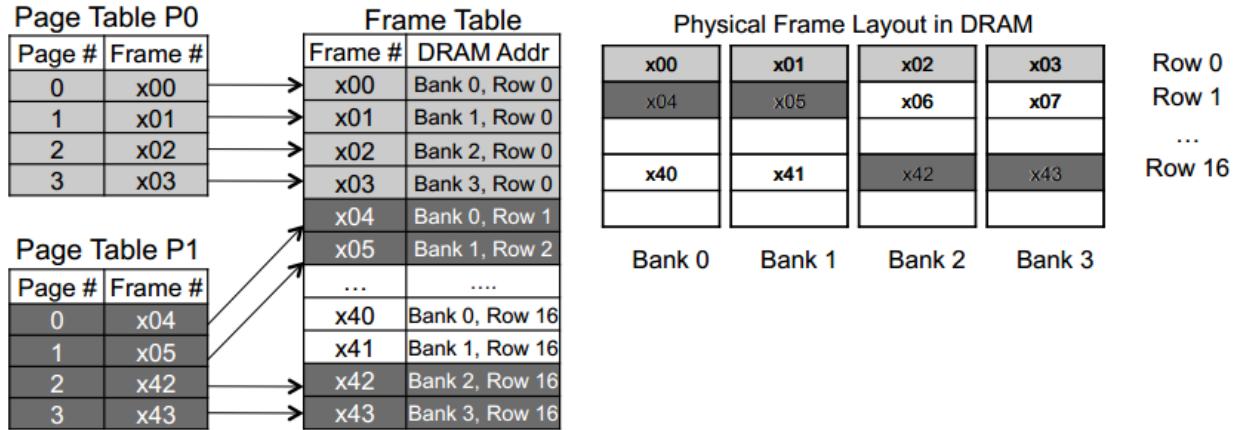 Page Table P0
Page # Frame #
0 x00
1 x01
2 x02
3 x03
Page Table P1
Page # Frame #
0 x04
1 x05
2 x42
3 x43
Frame Table
Frame # DRAM Addr
x00 Bank 0, Row 0
x01 Bank 1, Row 0
x02 Bank 2, Row 0
x03 Bank 3, Row 0
x04 Bank 0, Row 1
x05 Bank 1, Row 2
... ....
x40 Bank 0, Row 16
x41 Bank 1, Row 16
x42 Bank 2, Row 16
x43 Bank 3, Row 16
Physical Frame Layout in DRAM
x00 x01 x02 x03 Row 0
x04 x05 x06 x07 Row 1
...
x40 x41 x42 x43 Row 16
Bank 0 Bank 1 Bank 2 Bank 3